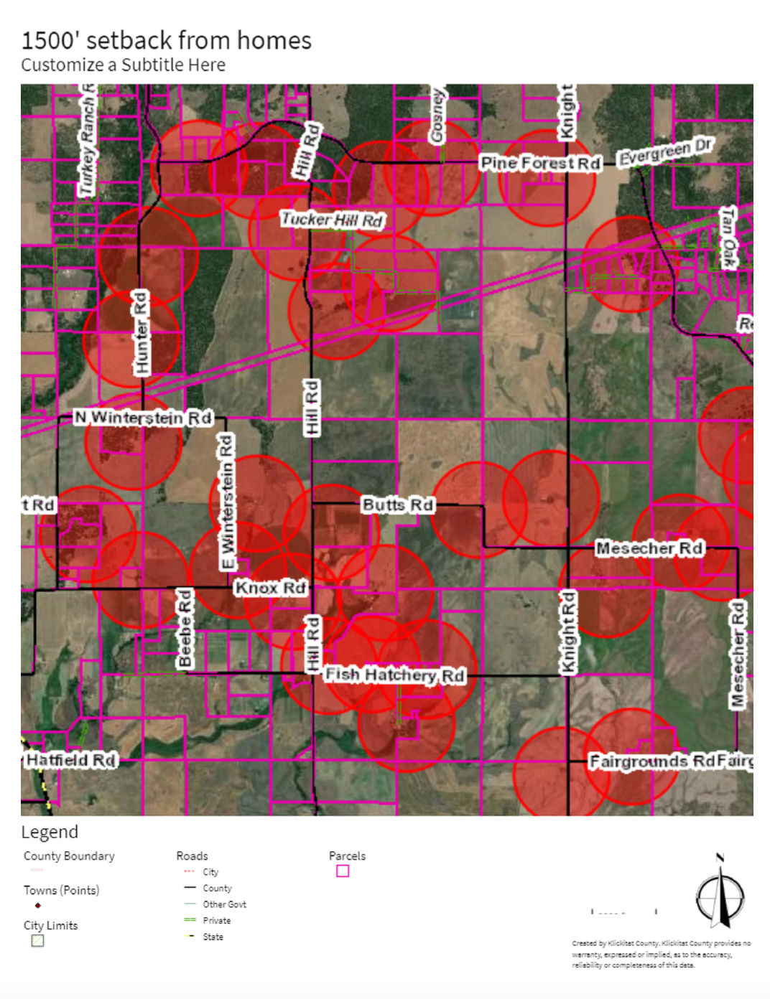 1500' setback from homes
Customize a Subtitle Here
Turkey Ranch R
Hill Rd
Gosney
Knight
Pine Forest Rd
Evergreen Dr
Tucker Hill Rd
Tan Oak
Hunter Rd
Hill Rd
N Winterstein Rd
E Winterstein Rd
t Rd
Butts Rd
Mesecher Rd
Knox Rd
Beebe Rd
Hill Rd
Knight Rd
Mesecher Rd
Fish Hatchery Rd
Hatfield Rd
Fairgrounds Rd
Fairg
Legend
County Boundary
Towns (Points)
City Limits
Roads
City
County
Other Govt
Private
State
Parcels
N
Created by Klickitat County. Klickitat County provides no
warranty, expressed or implied, as to the accuracy,
reliability or completeness of this data.